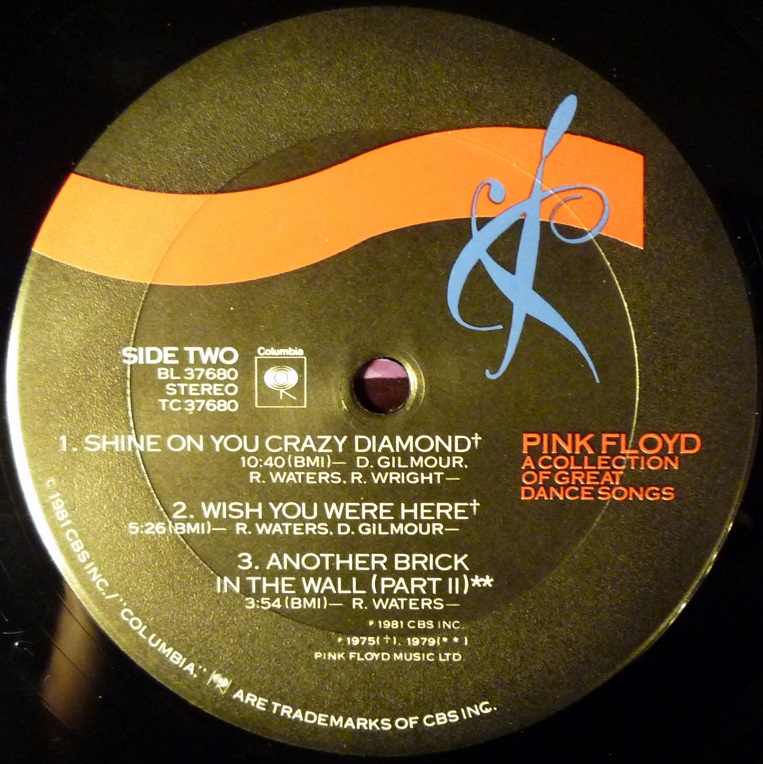 SIDE TWO
BL 37680
STEREO
TC 37680
Columbia
1. SHINE ON YOU CRAZY DIAMOND†
10:40 (BMI)— D. GILMOUR,
R. WATERS, R. WRIGHT—
2. WISH YOU WERE HERE†
5:26 (BMI)— R. WATERS, D. GILMOUR—
3. ANOTHER BRICK
IN THE WALL (PART II)**
3:54 (BMI)— R. WATERS—
℗ 1981 CBS INC.
℗ 1975(†), 1979(**)
PINK FLOYD MUSIC LTD.
PINK FLOYD
A COLLECTION
OF GREAT
DANCE SONGS
© 1981 CBS INC./ "COLUMBIA," ARE TRADEMARKS OF CBS INC.